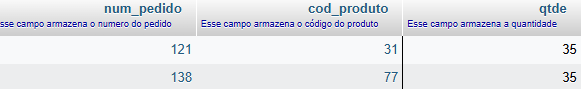 num_pedido cod_produto qtde
sse campo armazena o numero do pedido Esse campo armazena o código do produto Esse campo armazena a quantidade
121 31 35
138 77 35